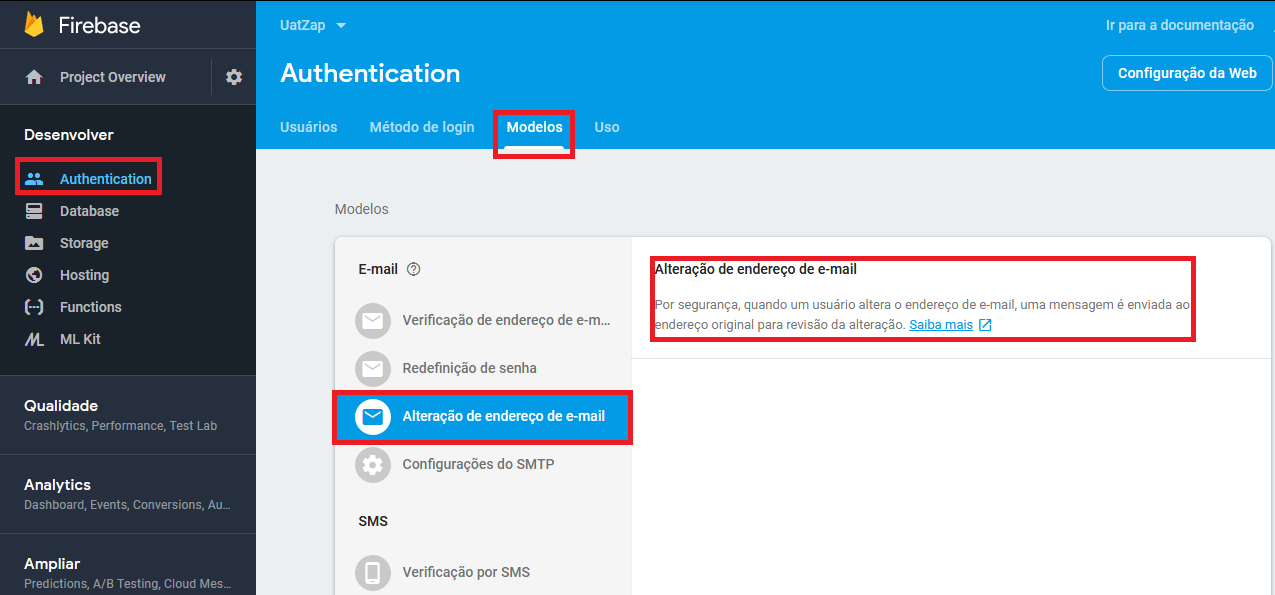 Firebase
Project Overview
Desenvolver
Authentication
Database
Storage
Hosting
Functions
ML Kit
Qualidade
Crashlytics, Performance, Test Lab
Analytics
Dashboard, Events, Conversions, Au...
Ampliar
Predictions, A/B Testing, Cloud Mes...
UatZap
Ir para a documentação
Authentication
Configuração da Web
Usuários
Método de login
Modelos
Uso
Modelos
E-mail
Verificação de endereço de e-m...
Redefinição de senha
Alteração de endereço de e-mail
Configurações do SMTP
SMS
Verificação por SMS
Alteração de endereço de e-mail
Por segurança, quando um usuário altera o endereço de e-mail, uma mensagem é enviada ao
endereço original para revisão da alteração. Saiba mais